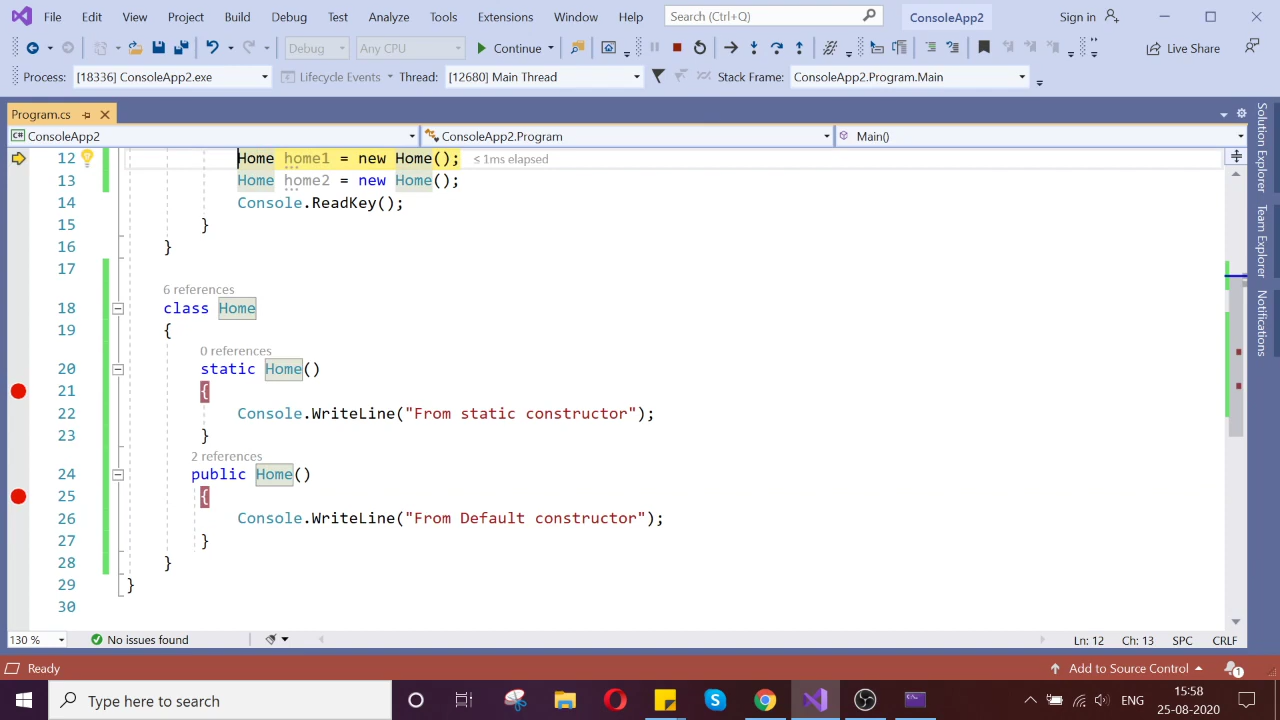 File Edit View Project Build Debug Test Analyze Tools Extensions Window Help Search (Ctrl+Q) ConsoleApp2 Sign in
Debug Any CPU Continue Live Share
Process: [18336] ConsoleApp2.exe Lifecycle Events Thread: [12680] Main Thread Stack Frame: ConsoleApp2.Program.Main
Program.cs
ConsoleApp2 ConsoleApp2.Program Main()
12 Home home1 = new Home(); ≤ 1ms elapsed
13 Home home2 = new Home();
14 Console.ReadKey();
15 }
16 }
17
6 references
18 class Home
19 {
0 references
20 static Home()
21 {
22 Console.WriteLine("From static constructor");
23 }
2 references
24 public Home()
25 {
26 Console.WriteLine("From Default constructor");
27 }
28 }
29 }
30
Solution Explorer
Team Explorer
Notifications
130 % No issues found Ln: 12 Ch: 13 SPC CRLF
Ready Add to Source Control 1
Type here to search ENG 15:58
25-08-2020